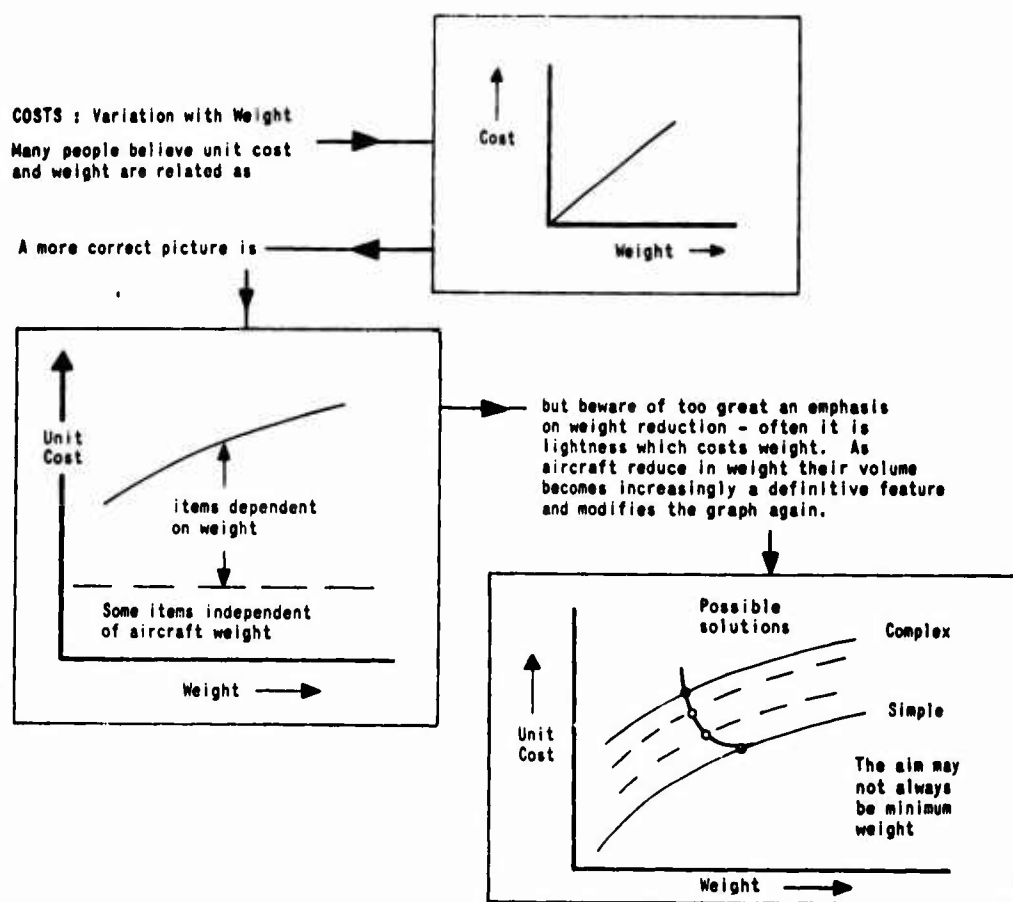 COSTS : Variation with Weight
Many people believe unit cost
and weight are related as
Cost
Weight
A more correct picture is
Unit
Cost
items dependent
on weight
Some items independent
of aircraft weight
Weight
but beware of too great an emphasis
on weight reduction - often it is
lightness which costs weight. As
aircraft reduce in weight their volume
becomes increasingly a definitive feature
and modifies the graph again.
Possible
solutions
Complex
Simple
Unit
Cost
The aim may
not always
be minimum
weight
Weight